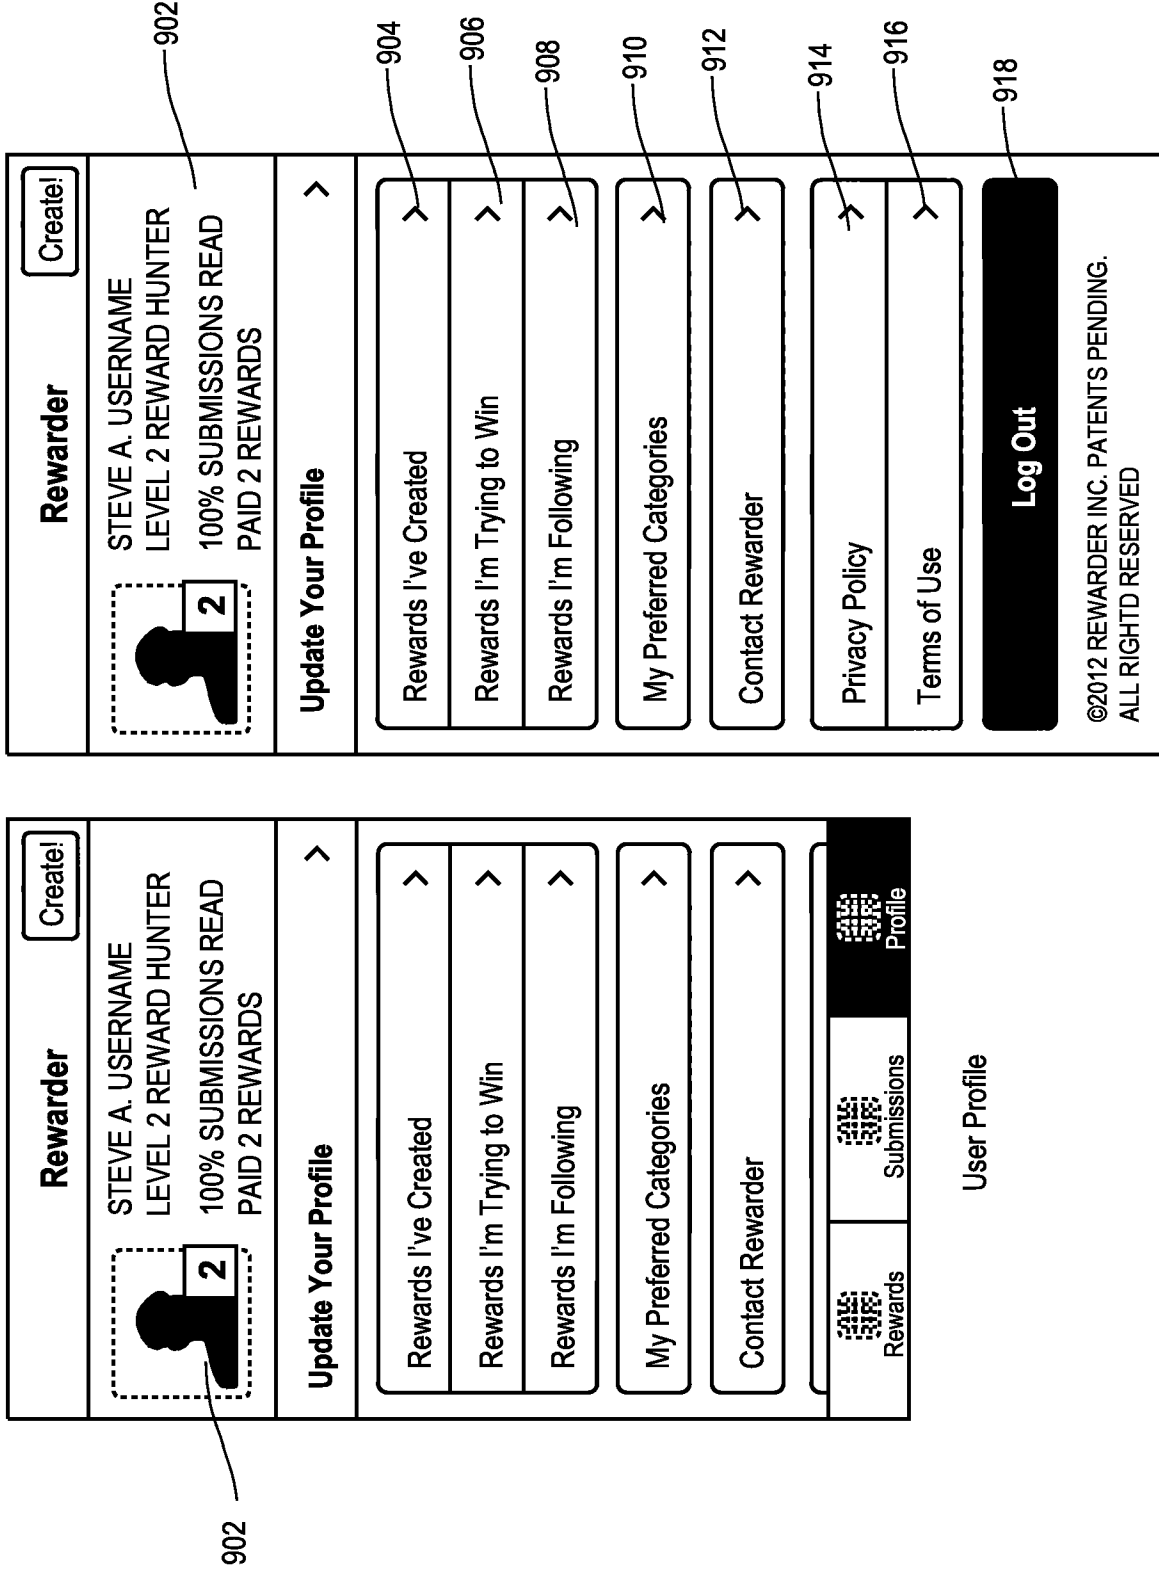 Rewarder
Create!
2
STEVE A. USERNAME
LEVEL 2 REWARD HUNTER
100% SUBMISSIONS READ
PAID 2 REWARDS
Update Your Profile
Rewards I've Created
Rewards I'm Trying to Win
Rewards I'm Following
My Preferred Categories
Contact Rewarder
Rewards
Submissions
Profile
902
User Profile
Rewarder
Create!
2
STEVE A. USERNAME
LEVEL 2 REWARD HUNTER
100% SUBMISSIONS READ
PAID 2 REWARDS
902
Update Your Profile
Rewards I've Created
904
Rewards I'm Trying to Win
906
Rewards I'm Following
908
My Preferred Categories
910
Contact Rewarder
912
Privacy Policy
914
Terms of Use
916
Log Out
918
©2012 REWARDER INC. PATENTS PENDING.
ALL RIGHTD RESERVED